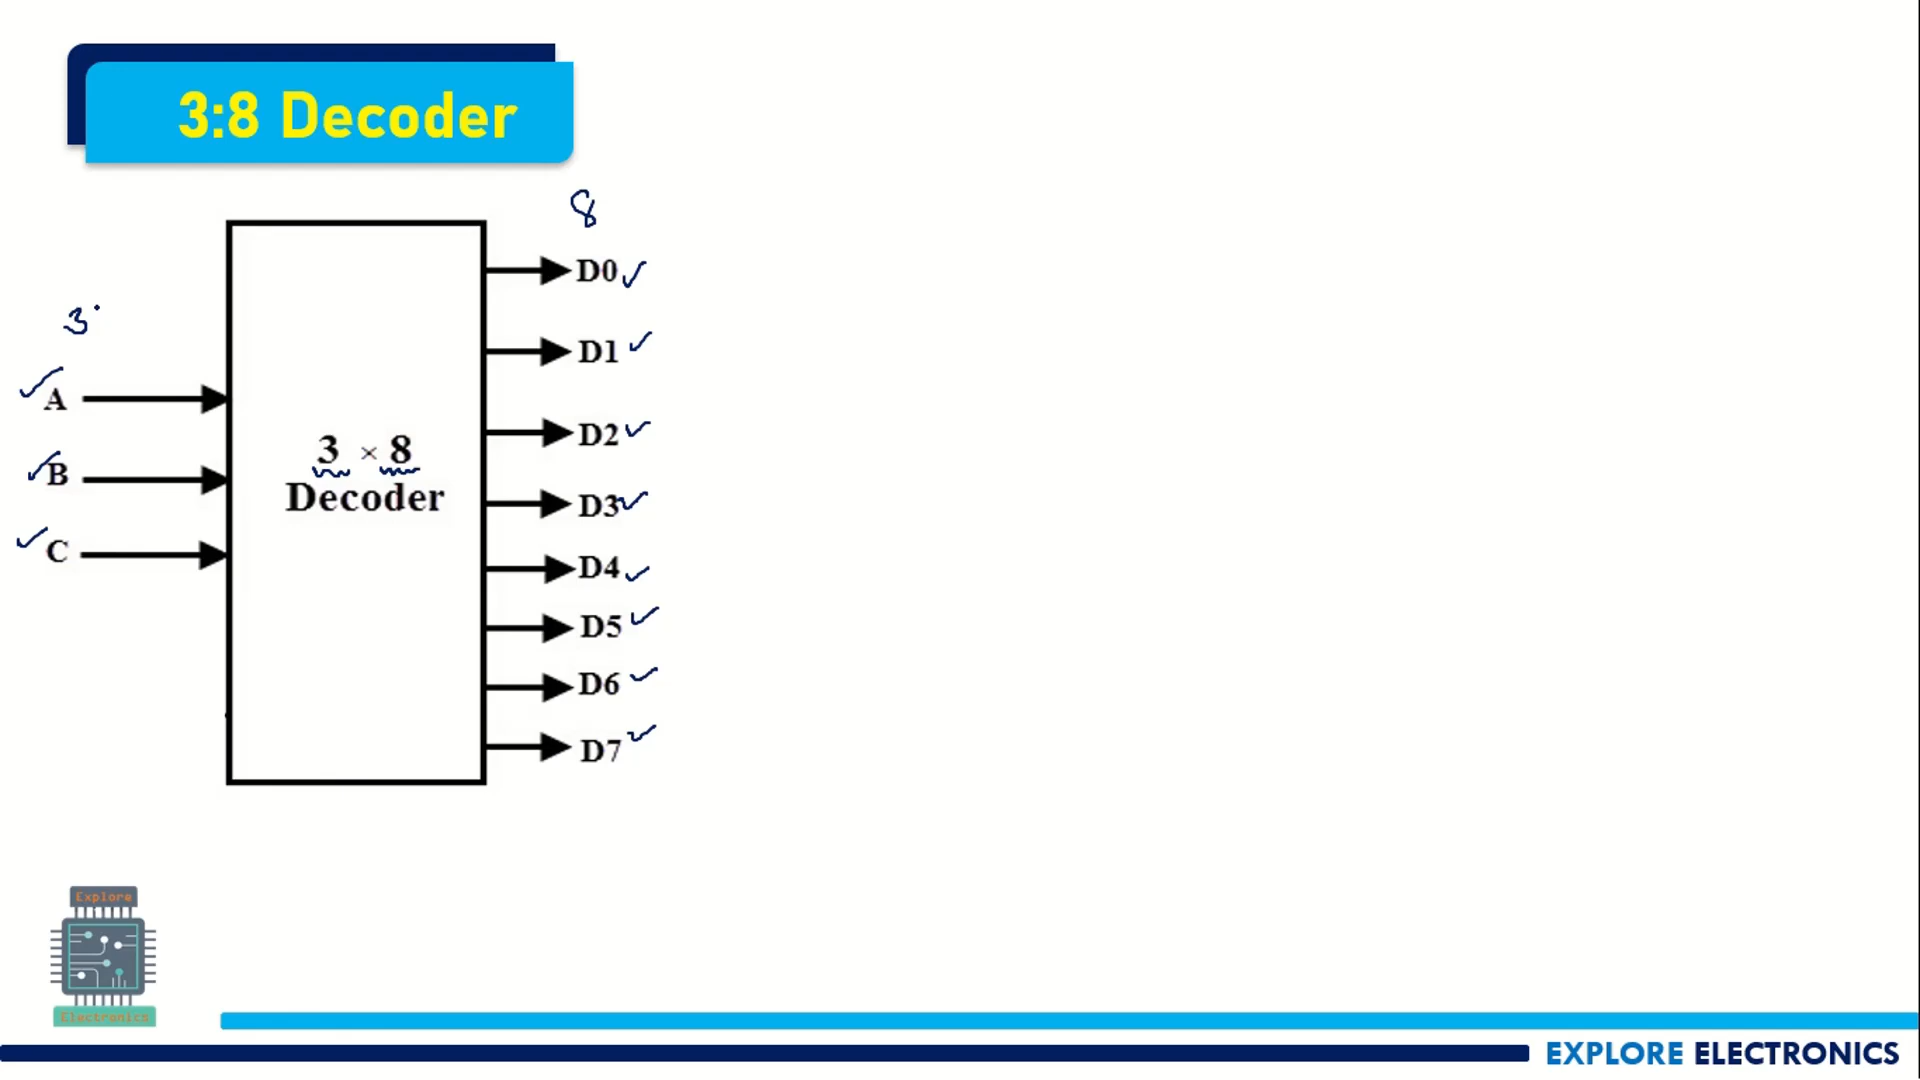 3:8 Decoder
8
D0
3
D1
A
D2
3 × 8
B
Decoder
D3
C
D4
D5
D6
D7
Explore
Electronics
EXPLORE ELECTRONICS